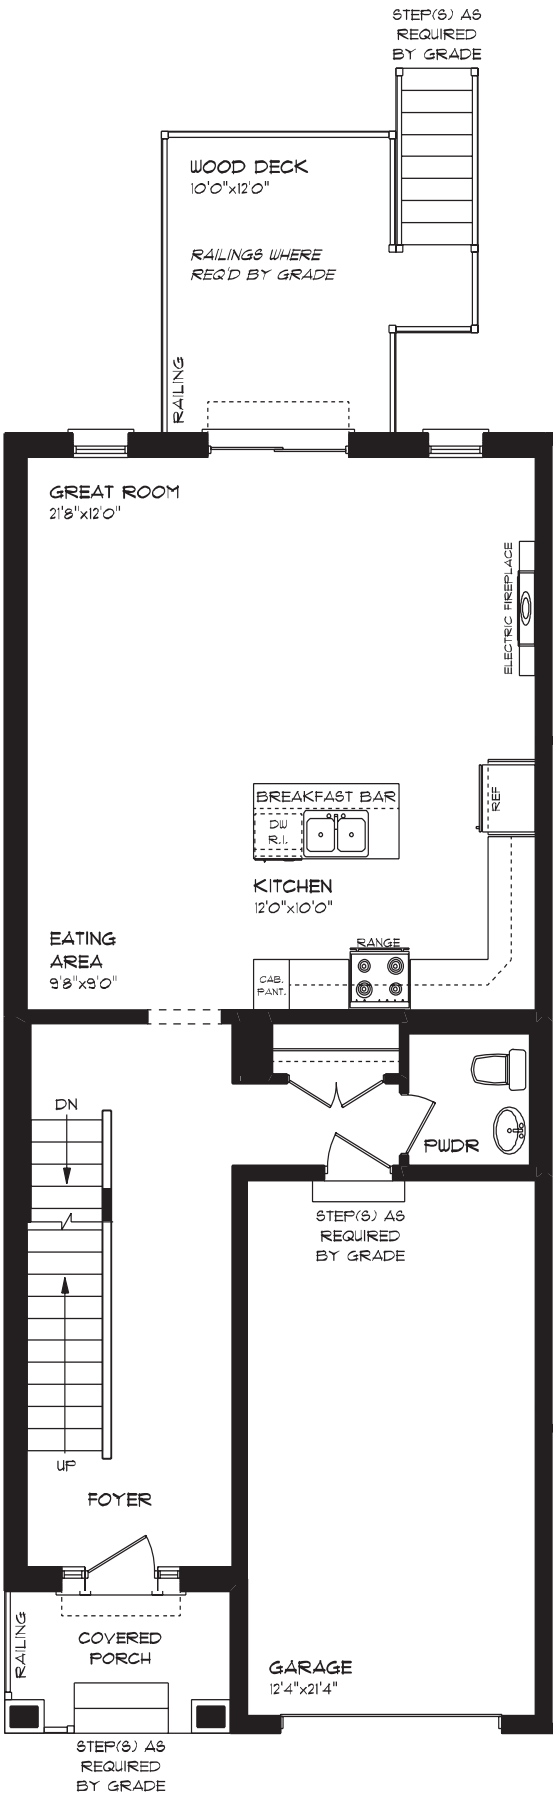 STEP(S) AS
REQUIRED
BY GRADE
WOOD DECK
10'0"x12'0"
RAILINGS WHERE
REQ'D BY GRADE
RAILING
GREAT ROOM
21'8"x12'0"
ELECTRIC FIREPLACE
REF
BREAKFAST BAR
DW
R.I.
KITCHEN
12'0"x10'0"
EATING
AREA
9'8"x9'0"
RANGE
CAB.
PANT.
DN
PWDR
STEP(S) AS
REQUIRED
BY GRADE
UP
FOYER
RAILING
COVERED
PORCH
GARAGE
12'4"x21'4"
STEP(S) AS
REQUIRED
BY GRADE